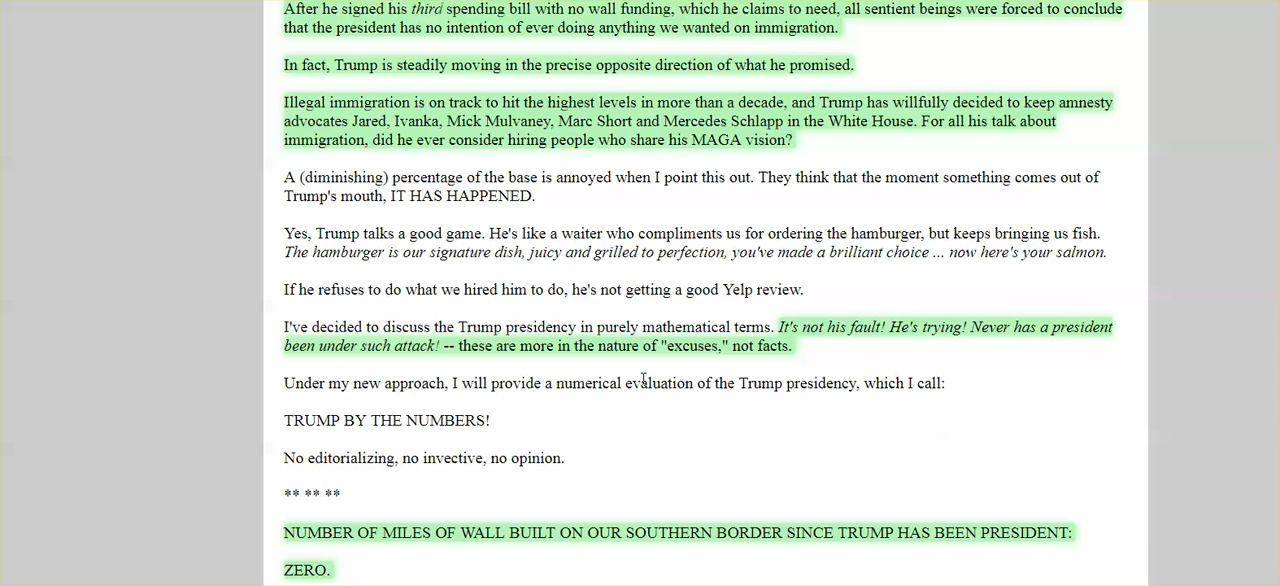 After he signed his third spending bill with no wall funding, which he claims to need, all sentient beings were forced to conclude
that the president has no intention of ever doing anything we wanted on immigration.
In fact, Trump is steadily moving in the precise opposite direction of what he promised.
Illegal immigration is on track to hit the highest levels in more than a decade, and Trump has willfully decided to keep amnesty
advocates Jared, Ivanka, Mick Mulvaney, Marc Short and Mercedes Schlapp in the White House. For all his talk about
immigration, did he ever consider hiring people who share his MAGA vision?
A (diminishing) percentage of the base is annoyed when I point this out. They think that the moment something comes out of
Trump's mouth, IT HAS HAPPENED.
Yes, Trump talks a good game. He's like a waiter who compliments us for ordering the hamburger, but keeps bringing us fish.
The hamburger is our signature dish, juicy and grilled to perfection, you've made a brilliant choice ... now here's your salmon.
If he refuses to do what we hired him to do, he's not getting a good Yelp review.
I've decided to discuss the Trump presidency in purely mathematical terms. It's not his fault! He's trying! Never has a president
been under such attack! -- these are more in the nature of "excuses," not facts.
Under my new approach, I will provide a numerical evaluation of the Trump presidency, which I call:
TRUMP BY THE NUMBERS!
No editorializing, no invective, no opinion.
** ** **
NUMBER OF MILES OF WALL BUILT ON OUR SOUTHERN BORDER SINCE TRUMP HAS BEEN PRESIDENT:
ZERO.